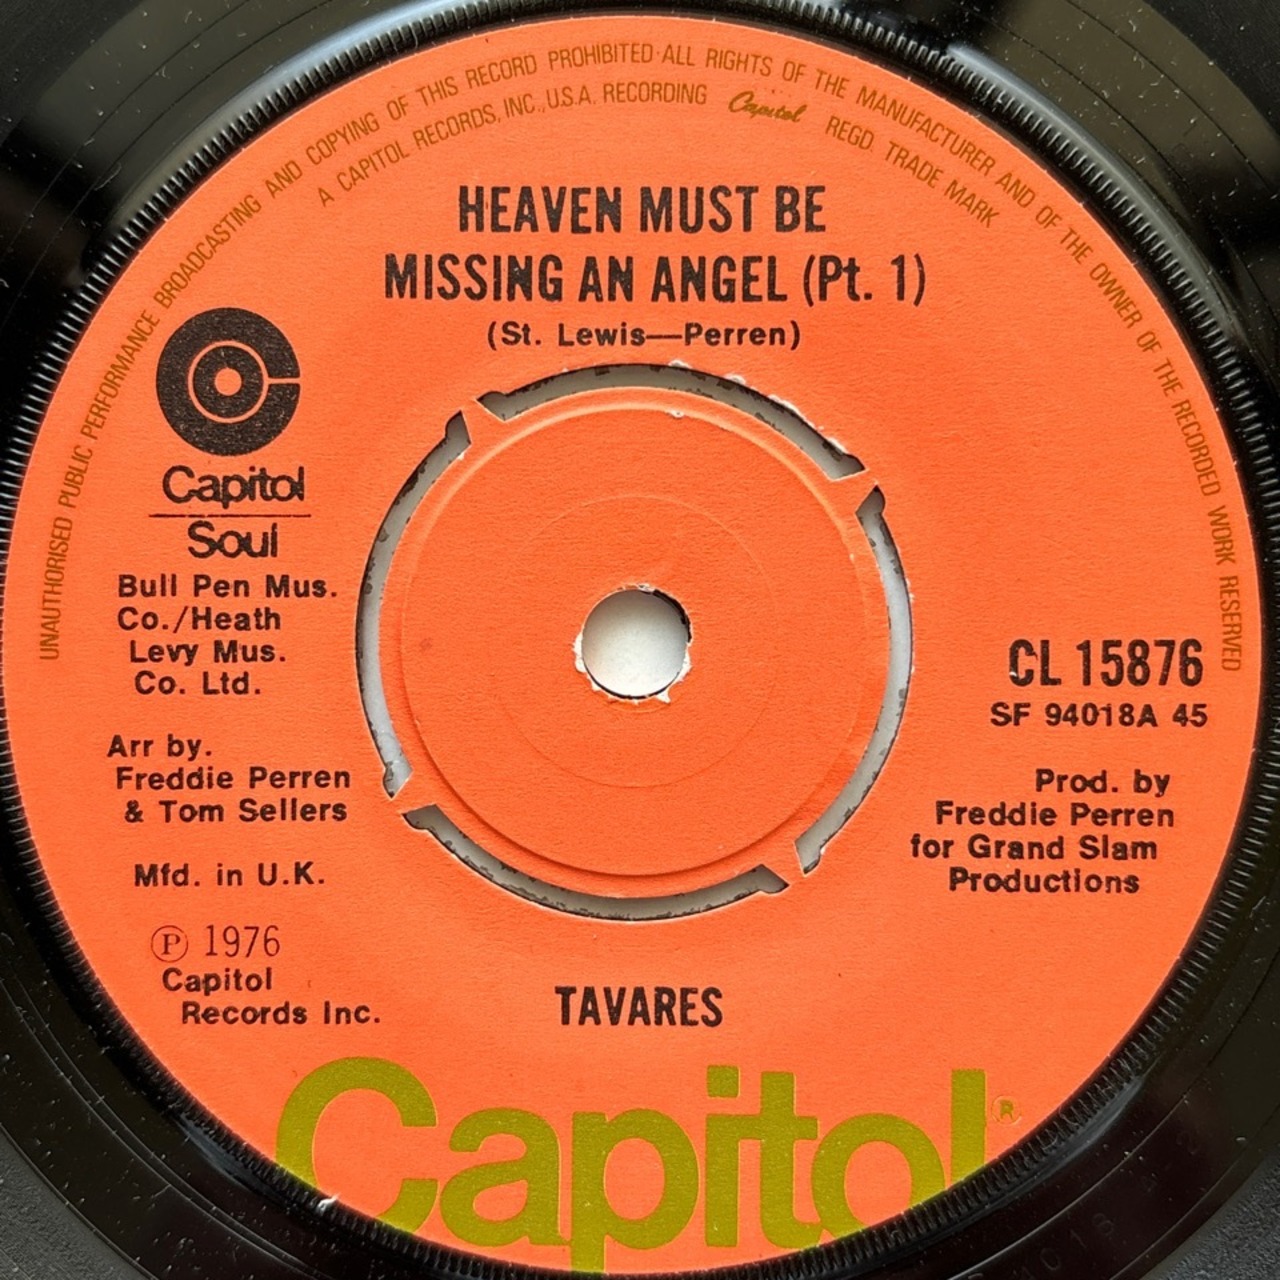 UNAUTHORISED PUBLIC PERFORMANCE BROADCASTING AND COPYING OF THIS RECORD PROHIBITED·ALL RIGHTS OF THE MANUFACTURER AND OF THE OWNER OF THE RECORDED WORK RESERVED
A CAPITOL RECORDS, INC., U.S.A. RECORDING Capitol REGD. TRADE MARK
HEAVEN MUST BE
MISSING AN ANGEL (Pt. 1)
(St. Lewis—Perren)
Capitol
Soul
Bull Pen Mus.
Co./Heath
Levy Mus.
Co. Ltd.
Arr by.
Freddie Perren
& Tom Sellers
Mfd. in U.K.
℗ 1976
Capitol
Records Inc.
CL 15876
SF 94018A 45
Prod. by
Freddie Perren
for Grand Slam
Productions
TAVARES
Capitol®